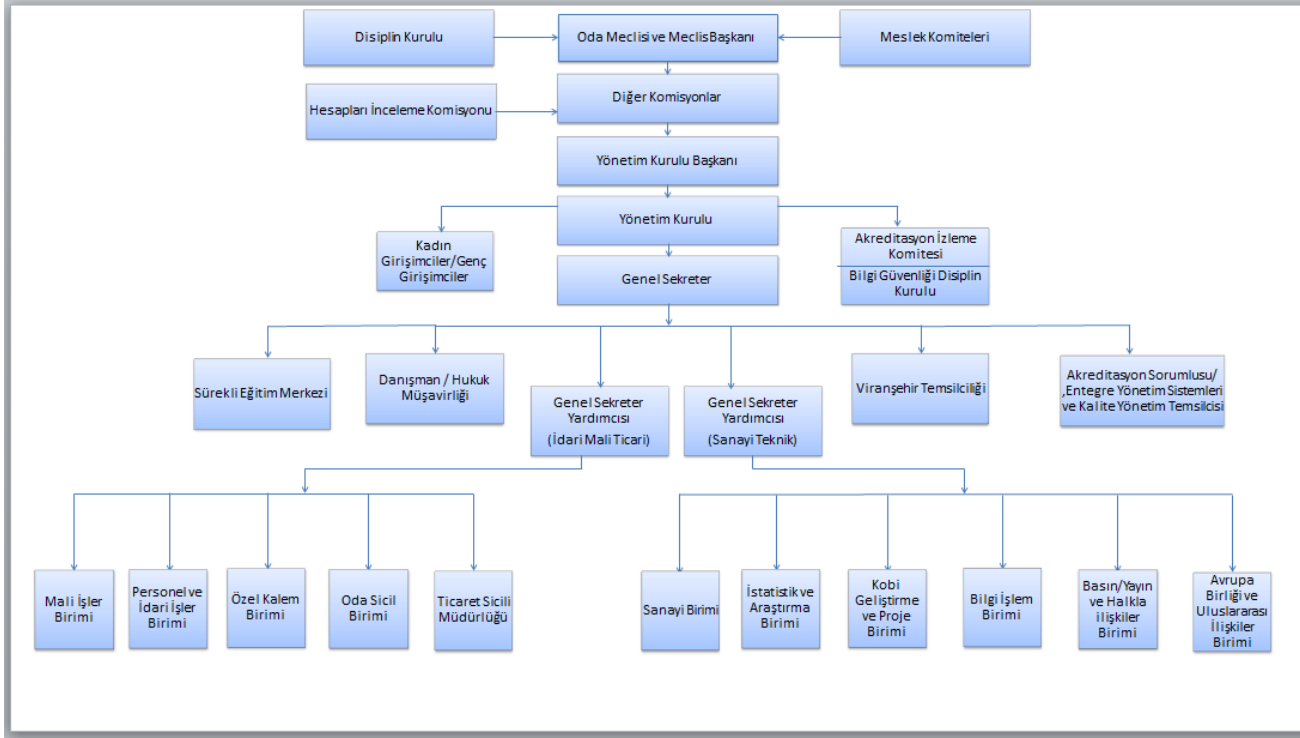 Disiplin Kurulu
Oda Meclisi ve Meclis Başkanı
Meslek Komiteleri
Hesapları İnceleme Komisyonu
Diğer Komisyonlar
Yönetim Kurulu Başkanı
Yönetim Kurulu
Kadın
Girişimciler/Genç
Girişimciler
Akreditasyon İzleme
Komitesi
Bilgi Güvenliği Disiplin
Kurulu
Genel Sekreter
Sürekli Eğitim Merkezi
Danışman / Hukuk
Müşavirliği
Genel Sekreter
Yardımcısı
(İdari Mali Ticari)
Genel Sekreter
Yardımcısı
(Sanayi Teknik)
Viranşehir Temsilciliği
Akreditasyon Sorumlusu/
,Entegre Yönetim Sistemleri
ve Kalite Yönetim Temsilcisi
Mali İşler
Birimi
Personel ve
İdari İşler
Birimi
Özel Kalem
Birimi
Oda Sicil
Birimi
Ticaret Sicili
Müdürlüğü
Sanayi Birimi
İstatistik ve
Araştırma
Birimi
Kobi
Geliştirme
ve Proje
Birimi
Bilgi İşlem
Birimi
Basın/Yayın
ve Halkla
ilişkiler
Birimi
Avrupa
Birliği ve
Uluslararası
İlişkiler
Birimi